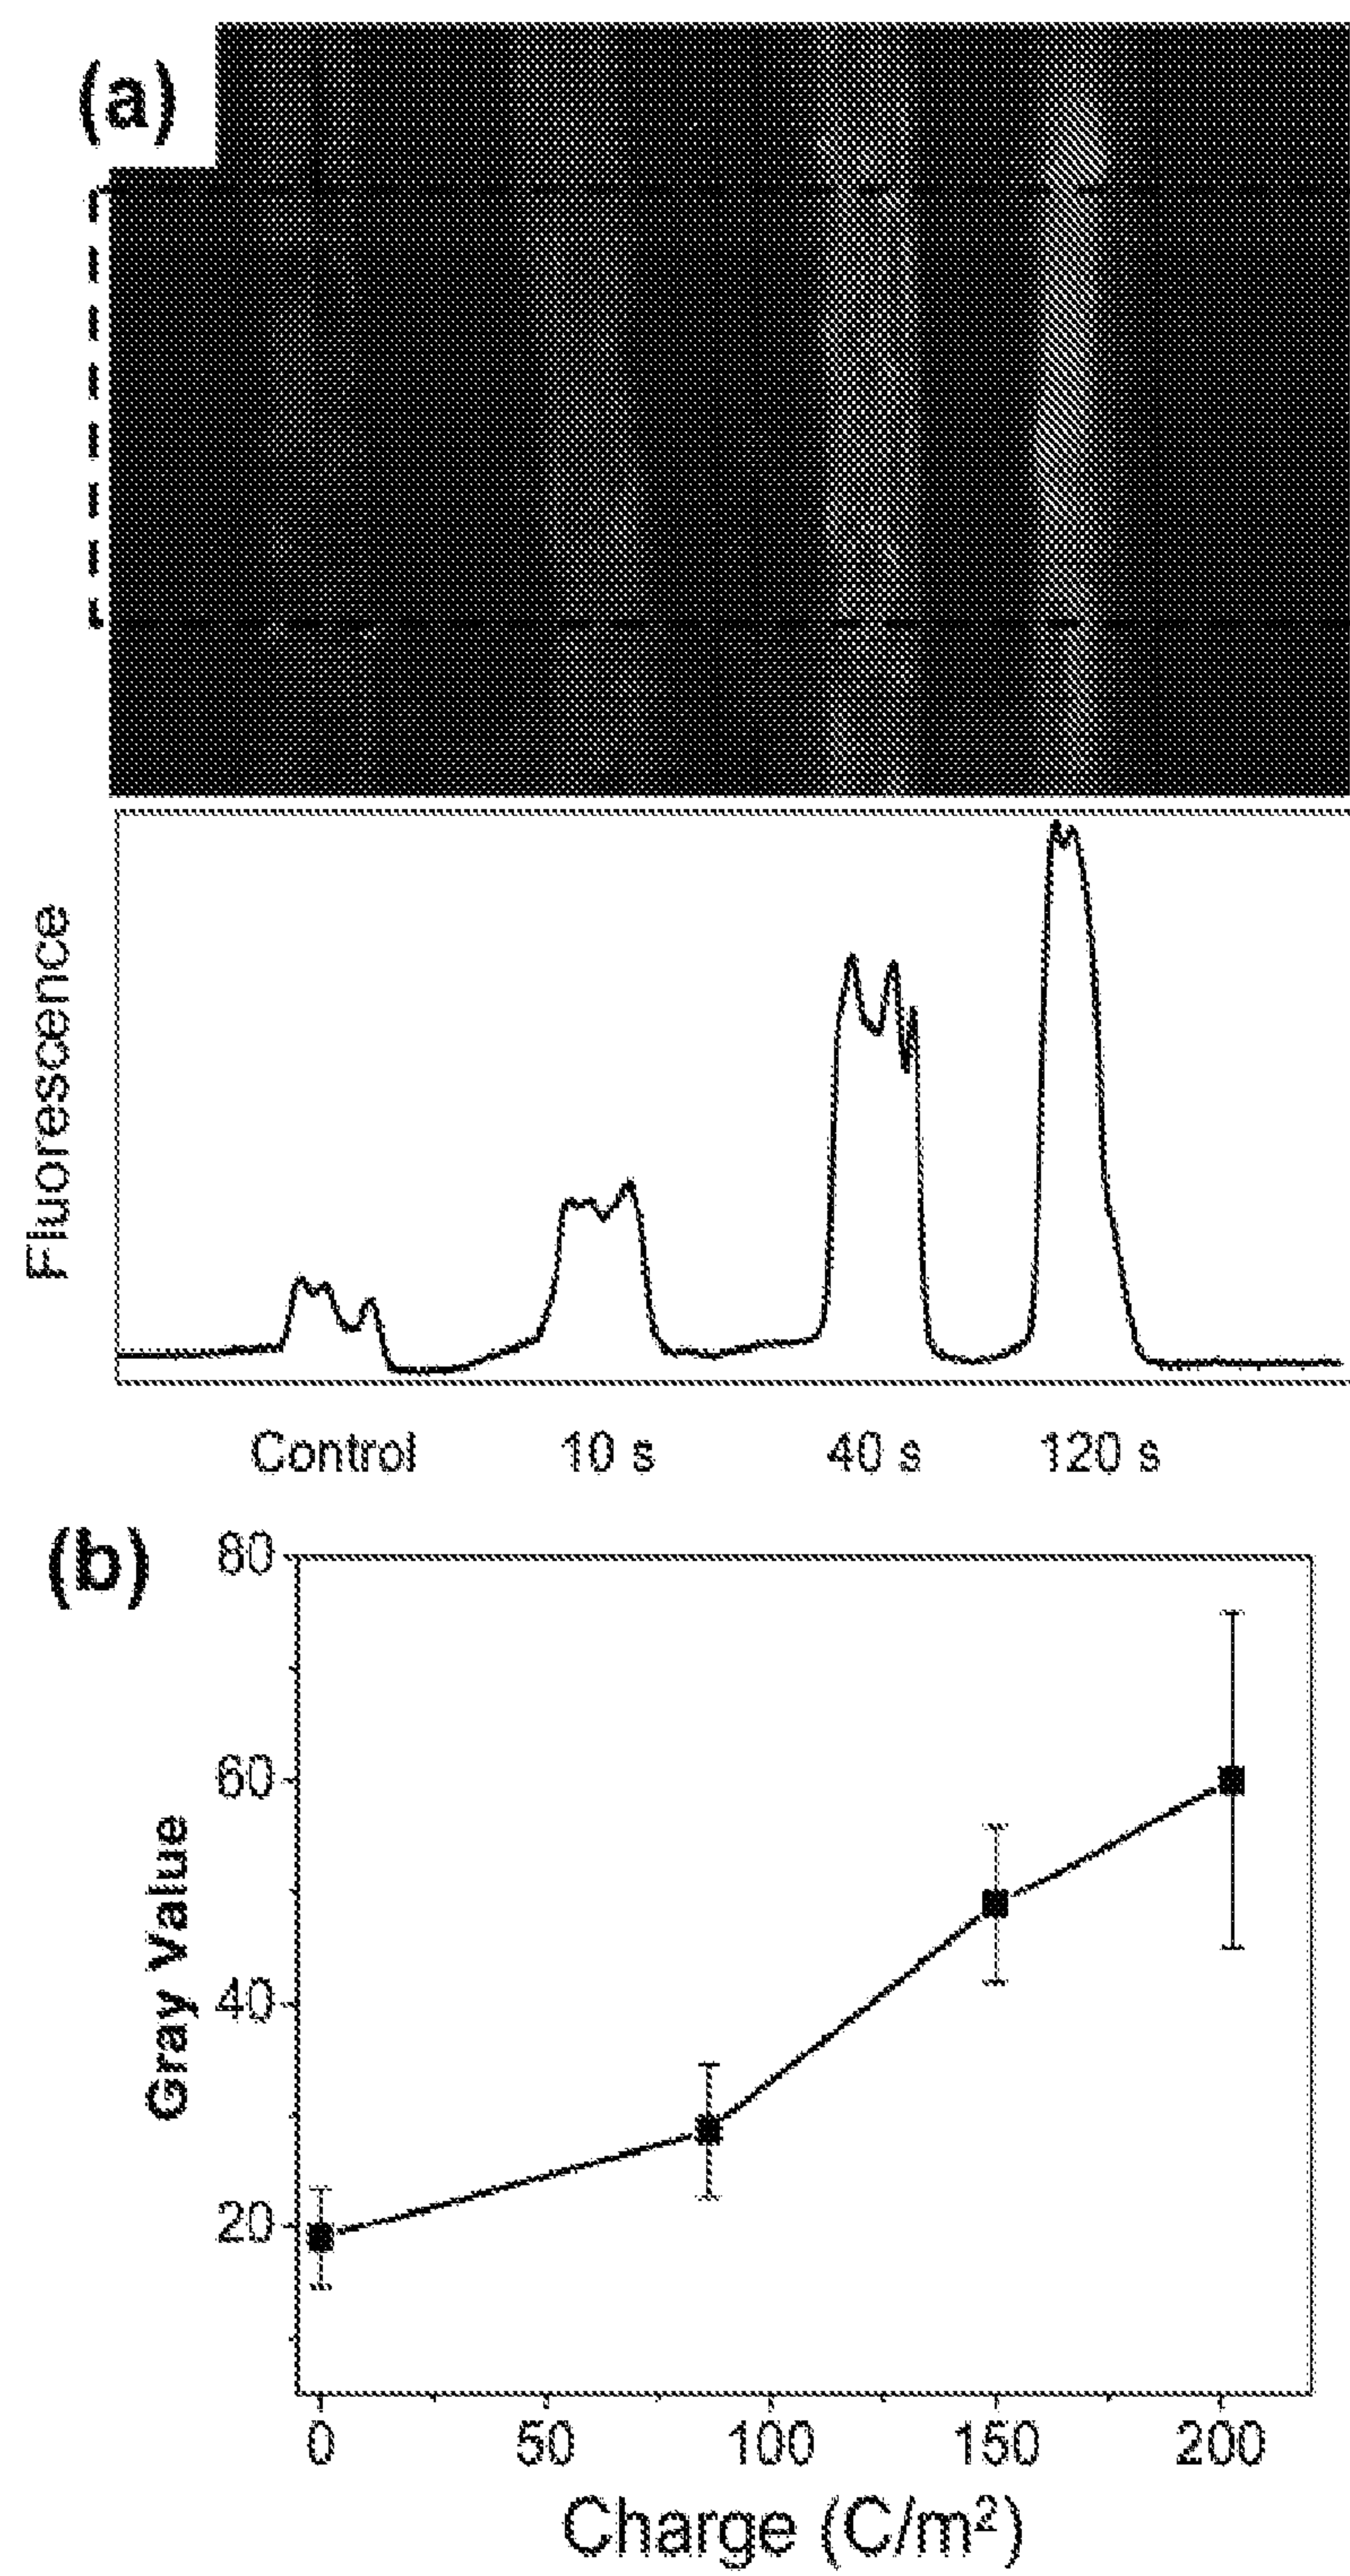 (a)
Fluorescence
Control 10 s 40 s 120 s
(b)
80
60
40
20
Gray Value
0 50 100 150 200
Charge (C/m²)